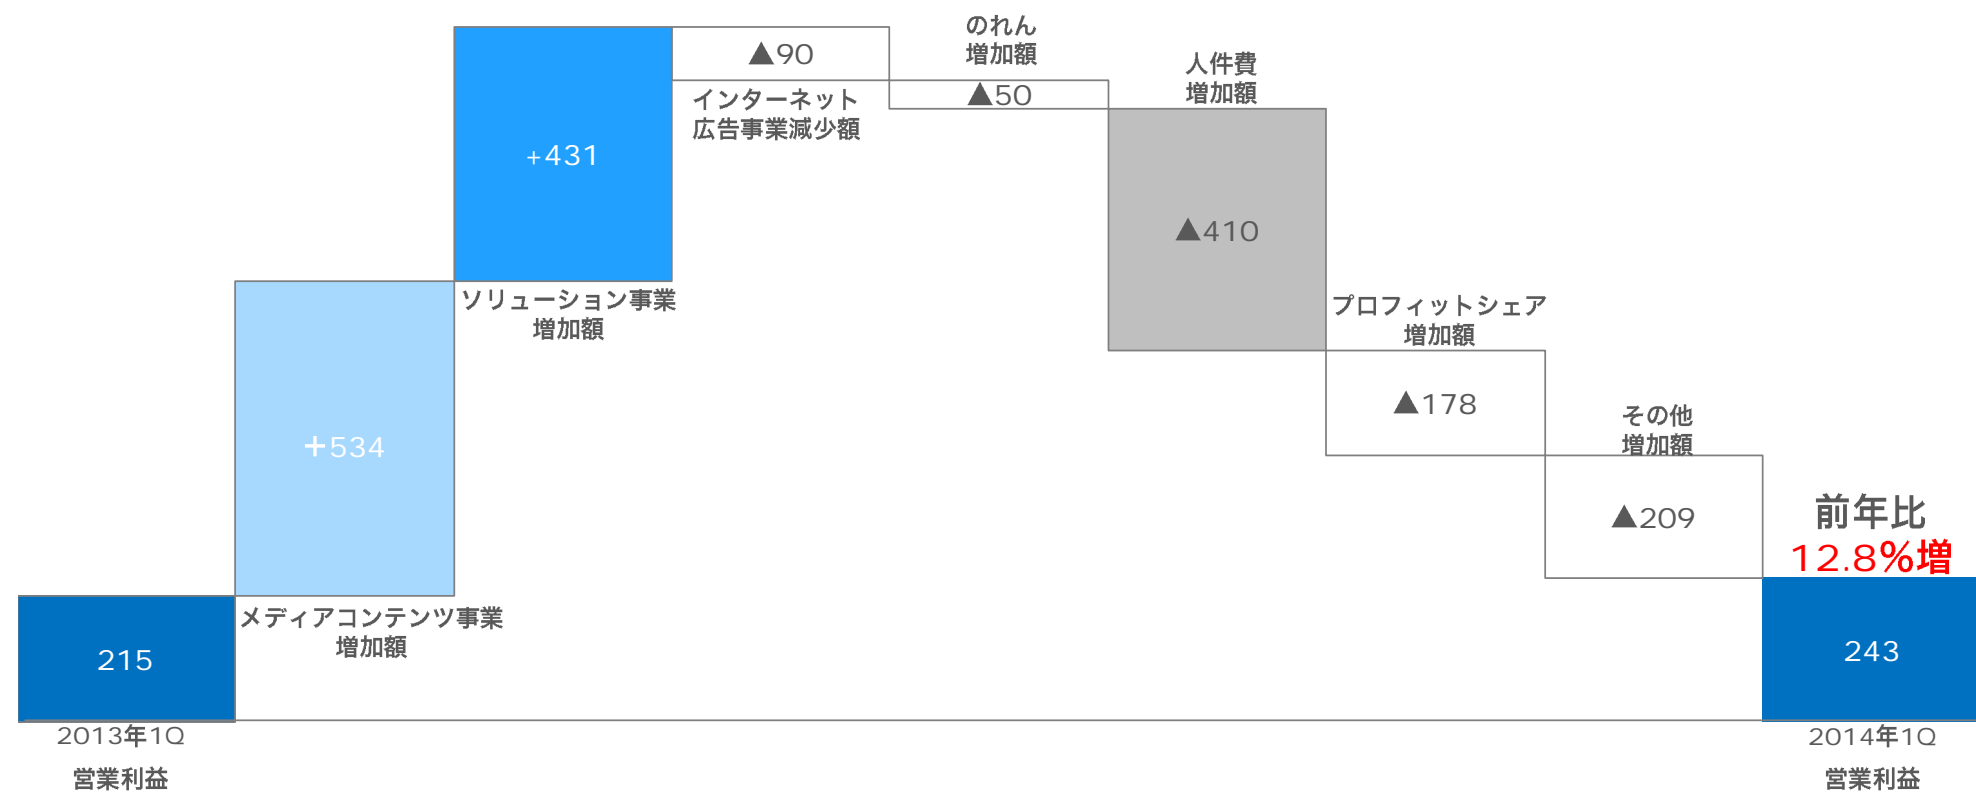 のれん
増加額
▲90
人件費
増加額
▲50
インターネット
広告事業減少額
+431
▲410
ソリューション事業
増加額
プロフィットシェア
増加額
▲178
その他
増加額
+534
前年比
▲209
12.8%増
メディアコンテンツ事業
増加額
215
243
2013年1Q
営業利益
2014年1Q
営業利益